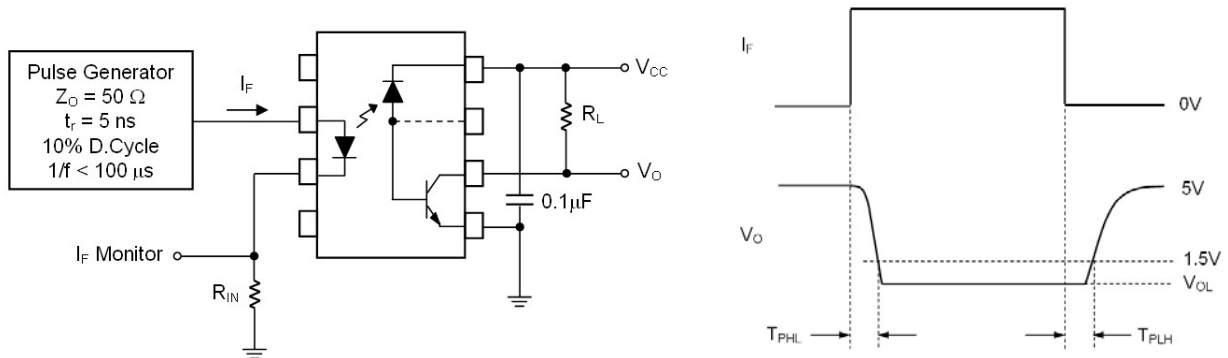 Pulse Generator
Z_O = 50 Ω
t_r = 5 ns
10% D.Cycle
1/f < 100 μs
I_F
I_F Monitor
R_IN
V_CC
R_L
V_O
0.1μF
I_F
0V
5V
V_O
1.5V
V_OL
T_PHL
T_PLH